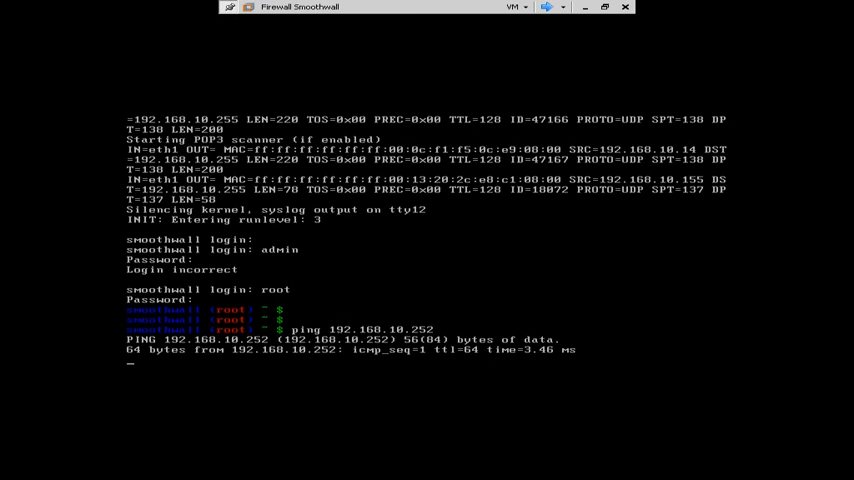 Firewall Smoothwall
VM
=192.168.10.255 LEN=220 TOS=0x00 PREC=0x00 TTL=128 ID=47166 PROTO=UDP SPT=138 DP
T=138 LEN=200
Starting POP3 scanner (if enabled)
IN=eth1 OUT= MAC=ff:ff:ff:ff:ff:ff:00:0c:f1:f5:0c:e9:08:00 SRC=192.168.10.14 DST
=192.168.10.255 LEN=220 TOS=0x00 PREC=0x00 TTL=128 ID=47167 PROTO=UDP SPT=138 DP
T=138 LEN=200
IN=eth1 OUT= MAC=ff:ff:ff:ff:ff:ff:00:13:20:2c:e8:c1:08:00 SRC=192.168.10.155 DS
T=192.168.10.255 LEN=78 TOS=0x00 PREC=0x00 TTL=128 ID=18072 PROTO=UDP SPT=137 DP
T=137 LEN=58
Silencing kernel, syslog output on tty12
INIT: Entering runlevel: 3
smoothwall login:
smoothwall login: admin
Password:
Login incorrect
smoothwall login: root
Password:
smoothwall (root) ~ $
smoothwall (root) ~ $
smoothwall (root) ~ $ ping 192.168.10.252
PING 192.168.10.252 (192.168.10.252) 56(84) bytes of data.
64 bytes from 192.168.10.252: icmp_seq=1 ttl=64 time=3.46 ms